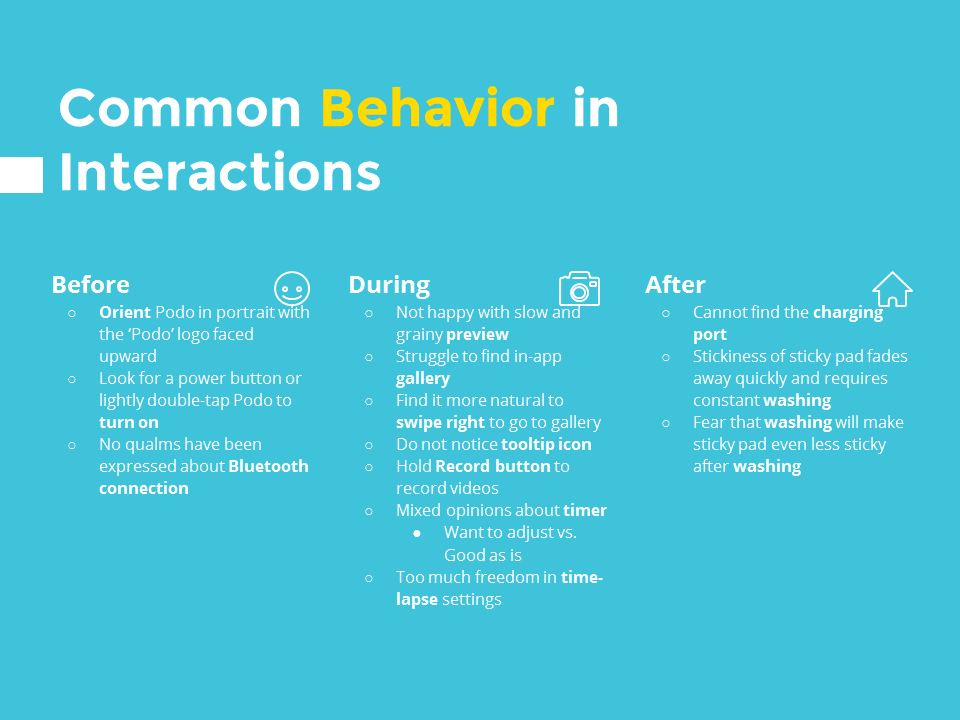 Common Behavior in
Interactions
Before
○ Orient Podo in portrait with
the ‘Podo’ logo faced
upward
○ Look for a power button or
lightly double-tap Podo to
turn on
○ No qualms have been
expressed about Bluetooth
connection
During
○ Not happy with slow and
grainy preview
○ Struggle to find in-app
gallery
○ Find it more natural to
swipe right to go to gallery
○ Do not notice tooltip icon
○ Hold Record button to
record videos
○ Mixed opinions about timer
● Want to adjust vs.
Good as is
○ Too much freedom in time-
lapse settings
After
○ Cannot find the charging
port
○ Stickiness of sticky pad fades
away quickly and requires
constant washing
○ Fear that washing will make
sticky pad even less sticky
after washing